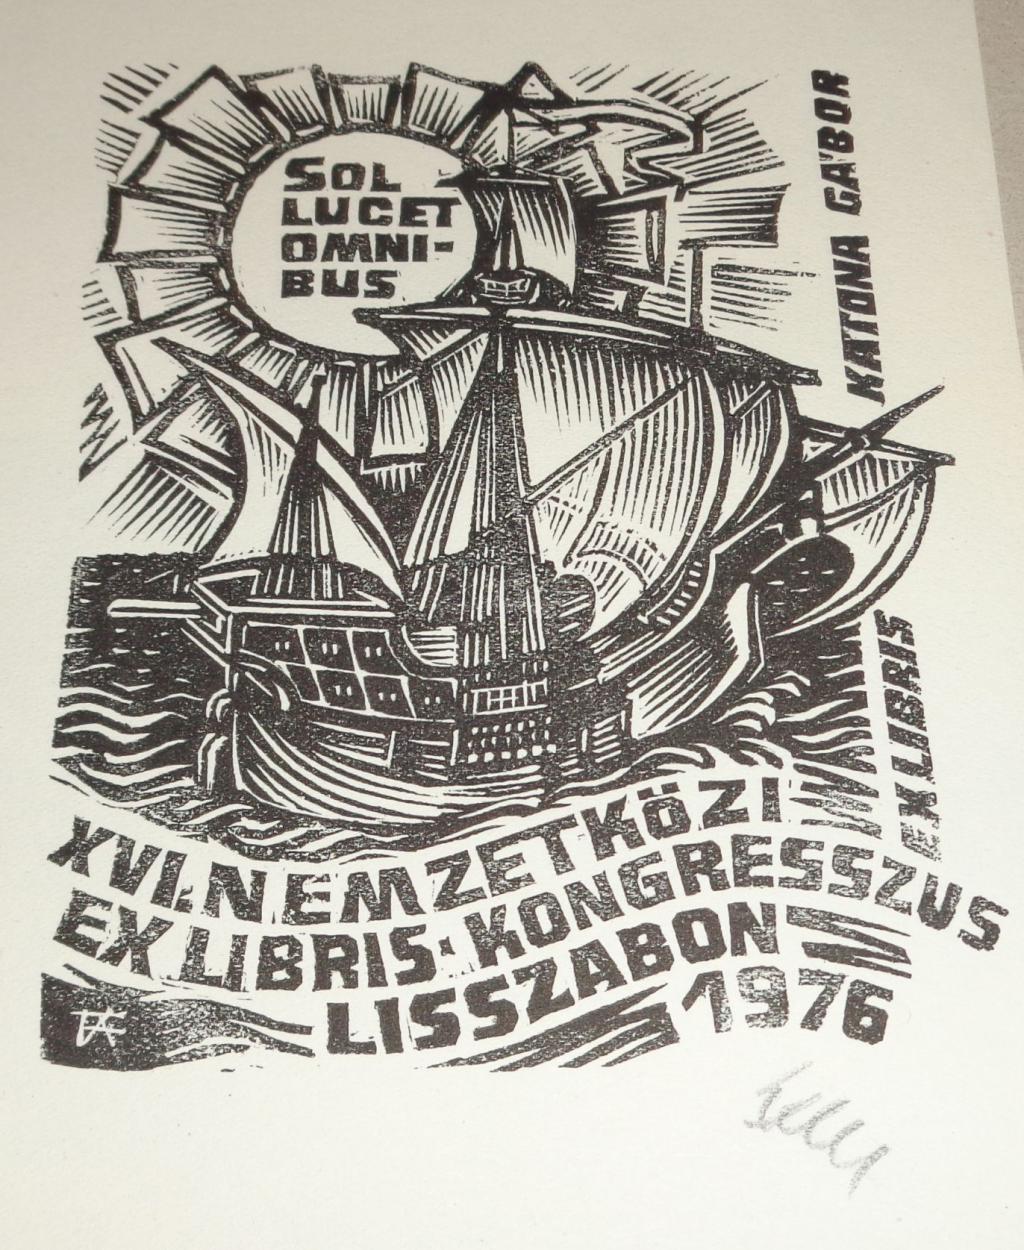 SOL
LUCET
OMNI-
BUS
KATONA GÁBOR
EX LIBRIS
XVI. NEMZETKÖZI
EX LIBRIS · KONGRESSZUS
LISSZABON
1976